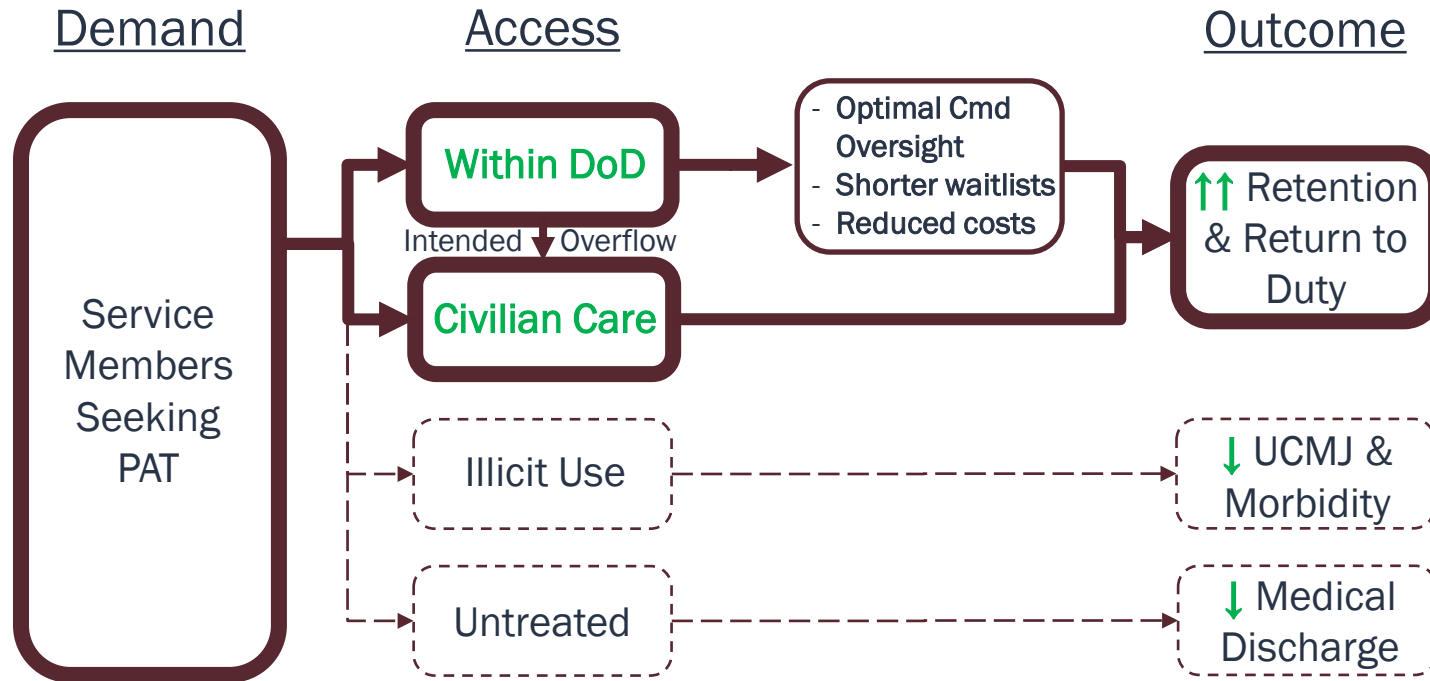 Demand
Access
Outcome
Service
Members
Seeking
PAT
Within DoD
Intended
Overflow
Civilian Care
Illicit Use
Untreated
- Optimal Cmd
Oversight
- Shorter waitlists
- Reduced costs
↑↑ Retention
& Return to
Duty
↓ UCMJ &
Morbidity
↓ Medical
Discharge